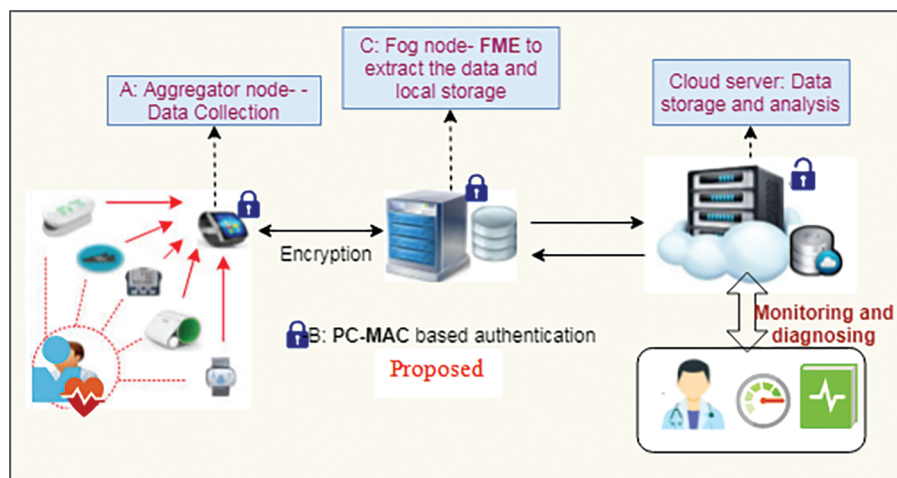 A: Aggregator node- -
Data Collection
C: Fog node- FME to
extract the data and
local storage
Cloud server: Data
storage and analysis
Encryption
-B: PC-MAC based authentication
Proposed
Monitoring and
diagnosing